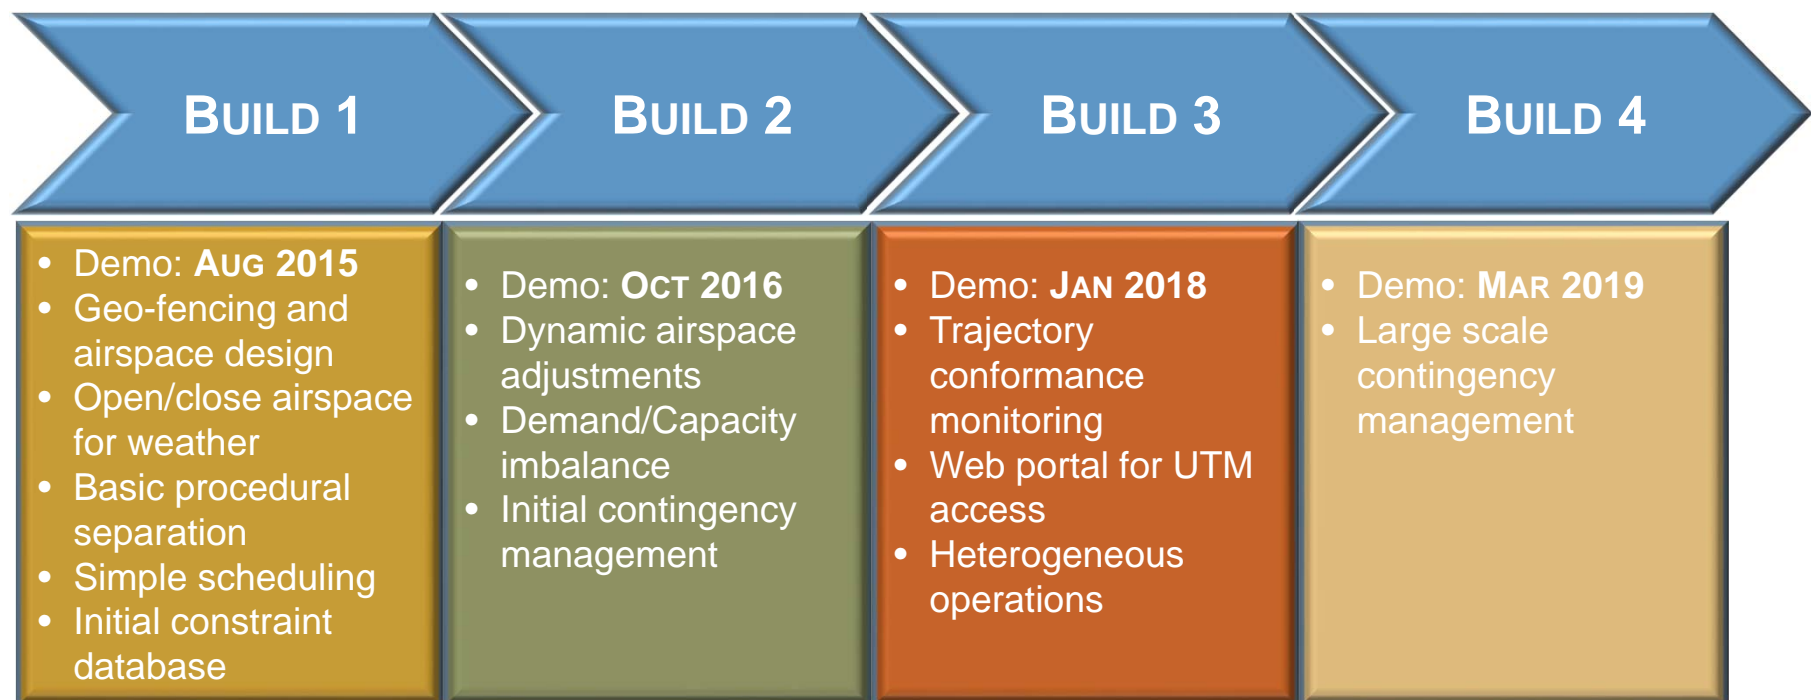 BUILD 1
BUILD 2
BUILD 3
BUILD 4
• Demo: AUG 2015
• Geo-fencing and
airspace design
• Open/close airspace
for weather
• Basic procedural
separation
• Simple scheduling
• Initial constraint
database
• Demo: OCT 2016
• Dynamic airspace
adjustments
• Demand/Capacity
imbalance
• Initial contingency
management
• Demo: JAN 2018
• Trajectory
conformance
monitoring
• Web portal for UTM
access
• Heterogeneous
operations
• Demo: MAR 2019
• Large scale
contingency
management